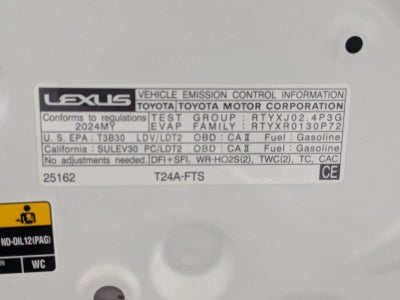 LEXUS VEHICLE EMISSION CONTROL INFORMATION
TOYOTA TOYOTA MOTOR CORPORATION
Conforms to regulations TEST GROUP : RTYXJ02.4P3G
2024MY EVAP FAMILY : RTYXR0130P72
U.S. EPA : T3B30 LDV/LDT2 OBD : CA II Fuel : Gasoline
California : SULEV30 PC/LDT2 OBD : CA II Fuel : Gasoline
No adjustments needed. DFI+SFI, WR-HO2S(2), TWC(2), TC, CAC
25162 T24A-FTS CE
ND-OIL12(PAG)
WC